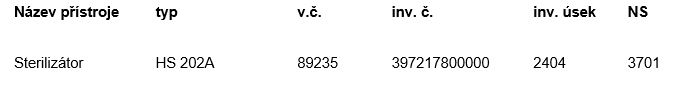 Název přístroje typ v.č. inv. č. inv. úsek NS
Sterilizátor HS 202A 89235 397217800000 2404 3701